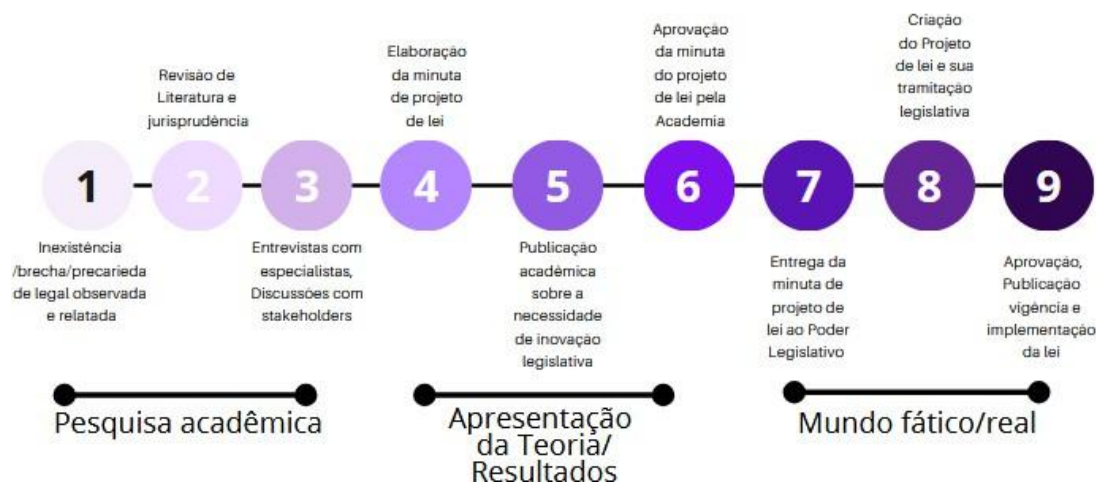 Revisão de
Literatura e
jurisprudência
Elaboração
da minuta
de projeto
de lei
Aprovação
da minuta
do projeto
de lei pela
Academia
Criação
do Projeto
de lei e sua
tramitação
legislativa
1
2
3
4
5
6
7
8
9
Inexistência
/brecha/precarieda
de legal observada
e relatada
Entrevistas com
especialistas,
Discussões com
stakeholders
Publicação
acadêmica
sobre a
necessidade
de inovação
legislativa
Entrega da
minuta de
projeto de
lei ao Poder
Legislativo
Aprovação,
Publicação
vigência e
implementação
da lei
Pesquisa acadêmica
Apresentação
da Teoria/
Resultados
Mundo fático/real